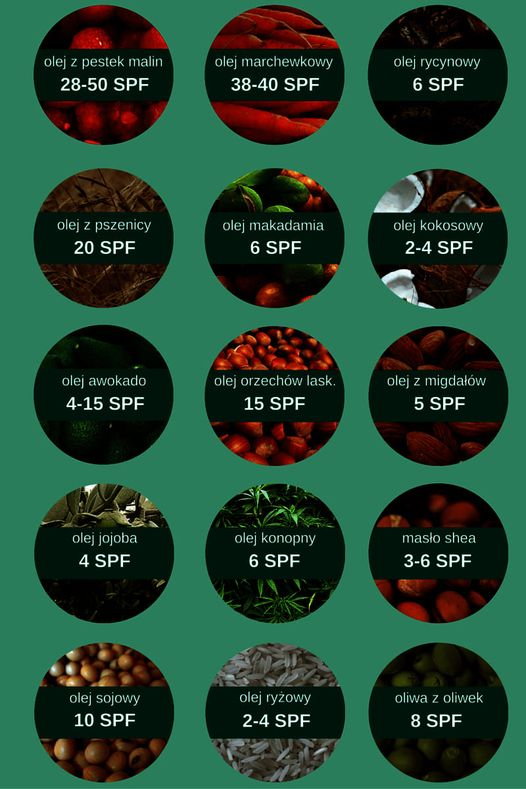 olej z pestek malin
28-50 SPF
olej marchewkowy
38-40 SPF
olej rycynowy
6 SPF
olej z pszenicy
20 SPF
olej makadamia
6 SPF
olej kokosowy
2-4 SPF
olej awokado
4-15 SPF
olej orzechów lask.
15 SPF
olej z migdałów
5 SPF
olej jojoba
4 SPF
olej konopny
6 SPF
masło shea
3-6 SPF
olej sojowy
10 SPF
olej ryżowy
2-4 SPF
oliwa z oliwek
8 SPF